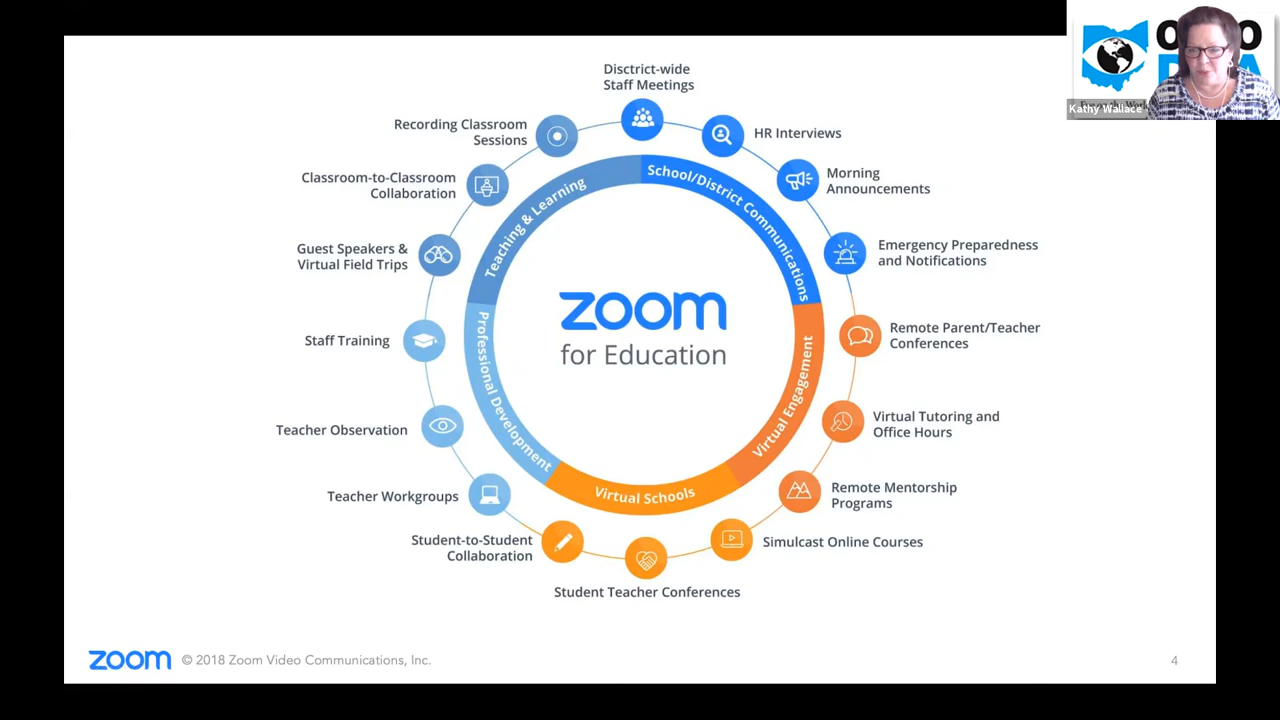 Disctrict-wide
Staff Meetings
Recording Classroom
Sessions
HR Interviews
Classroom-to-Classroom
Collaboration
Morning
Announcements
Guest Speakers &
Virtual Field Trips
Emergency Preparedness
and Notifications
Staff Training
Remote Parent/Teacher
Conferences
Teacher Observation
Virtual Tutoring and
Office Hours
Teacher Workgroups
Remote Mentorship
Programs
Student-to-Student
Collaboration
Simulcast Online Courses
Student Teacher Conferences
Teaching & Learning
School/District Communications
Professional Development
Virtual Engagement
Virtual Schools
zoom
for Education
zoom © 2018 Zoom Video Communications, Inc.
4
Kathy Wallace